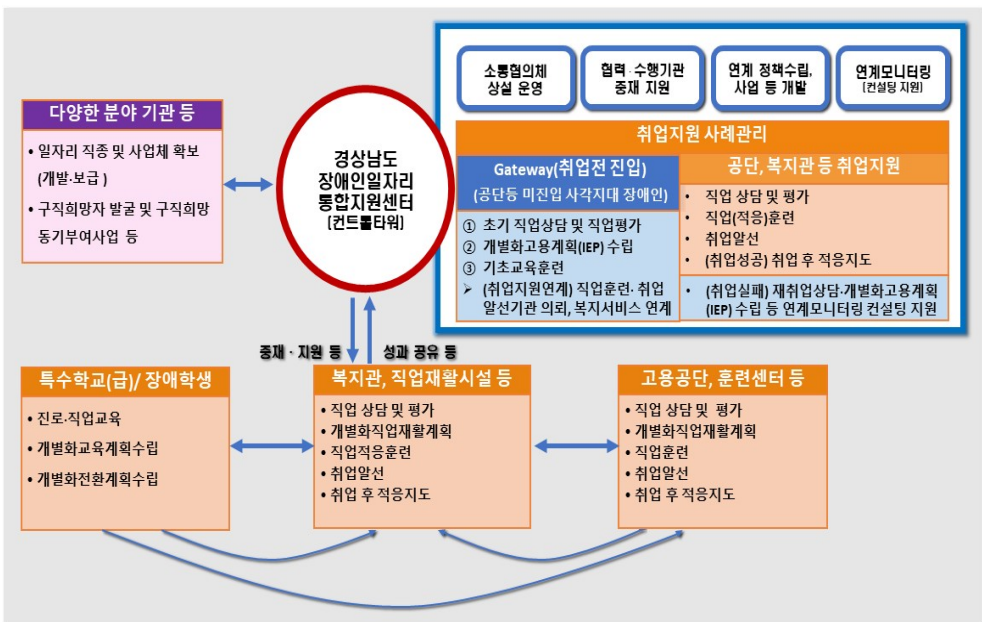 소통협의체
상설 운영
협력·수행기관
중재 지원
연계 정책수립,
사업 등 개발
연계모니터링
[컨설팅 지원]
다양한 분야 기관 등
• 일자리 직종 및 사업체 확보
(개발·보급 )
• 구직희망자 발굴 및 구직희망
동기부여사업 등
경상남도
장애인일자리
통합지원센터
[컨트롤타워]
취업지원 사례관리
Gateway(취업전 진입)
(공단등 미진입 사각지대 장애인)
① 초기 직업상담 및 직업평가
② 개별화고용계획(IEP) 수립
③ 기초교육훈련
➢ (취업지원연계) 직업훈련· 취업
알선기관 의뢰, 복지서비스 연계
공단, 복지관 등 취업지원
• 직업 상담 및 평가
• 직업(적응)훈련
• 취업알선
• (취업성공) 취업 후 적응지도
• (취업실패) 재취업상담·개별화고용계획
(IEP) 수립 등 연계모니터링 컨설팅 지원
중재 · 지원 등
성과 공유 등
특수학교(급)/ 장애학생
• 진로·직업교육
• 개별화교육계획수립
• 개별화전환계획수립
복지관, 직업재활시설 등
• 직업 상담 및 평가
• 개별화직업재활계획
• 직업적응훈련
• 취업알선
• 취업 후 적응지도
고용공단, 훈련센터 등
• 직업 상담 및 평가
• 개별화직업재활계획
• 직업훈련
• 취업알선
• 취업 후 적응지도